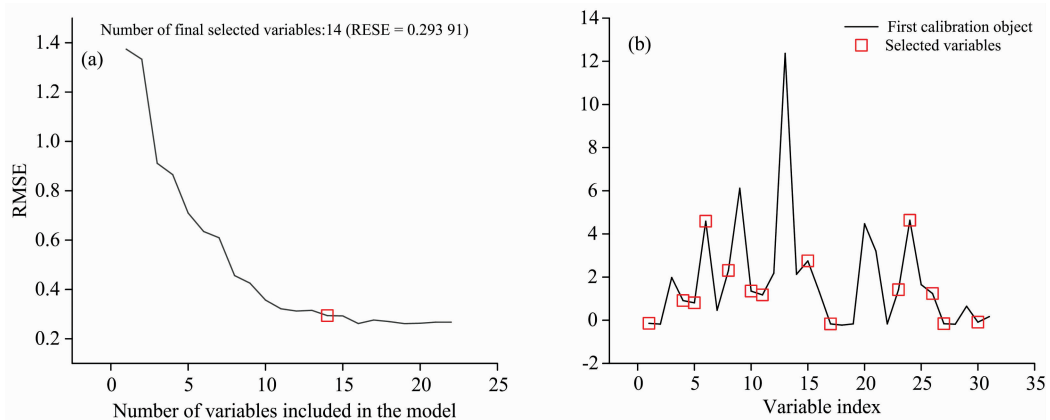 Number of final selected variables:14 (RESE = 0.293 91)
(a)
1.4
1.2
1.0
0.8
0.6
0.4
0.2
RMSE
0 5 10 15 20 25
Number of variables included in the model
(b)
First calibration object
Selected variables
14
12
10
8
6
4
2
0
-2
0 5 10 15 20 25 30 35
Variable index